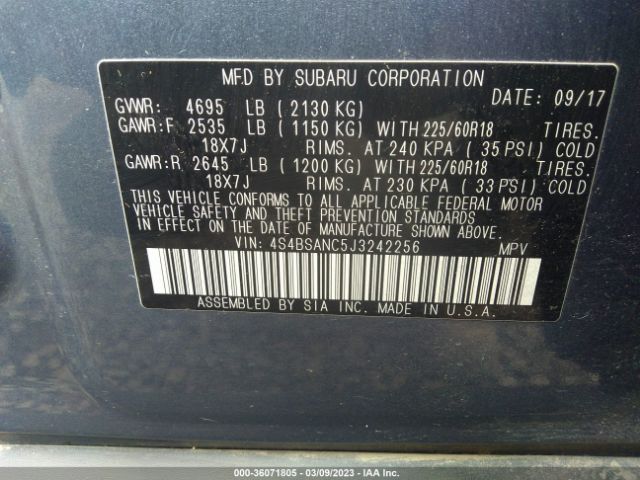 MFD BY SUBARU CORPORATION
DATE: 09/17
GVWR: 4695 LB (2130 KG)
GAWR:F 2535 LB (1150 KG) WITH 225/60R18 TIRES.
18X7J RIMS. AT 240 KPA (35 PSI) COLD
GAWR:R 2645 LB (1200 KG) WITH 225/60R18 TIRES.
18X7J RIMS. AT 230 KPA (33 PSI) COLD
THIS VEHICLE CONFORMS TO ALL APPLICABLE FEDERAL MOTOR
VEHICLE SAFETY AND THEFT PREVENTION STANDARDS
IN EFFECT ON THE DATE OF MANUFACTURE SHOWN ABOVE.
VIN: 4S4BSANC5J3242256 MPV
ASSEMBLED BY SIA INC. MADE IN U.S.A.
000-36071805 | 03/09/2023 | IAA Inc.